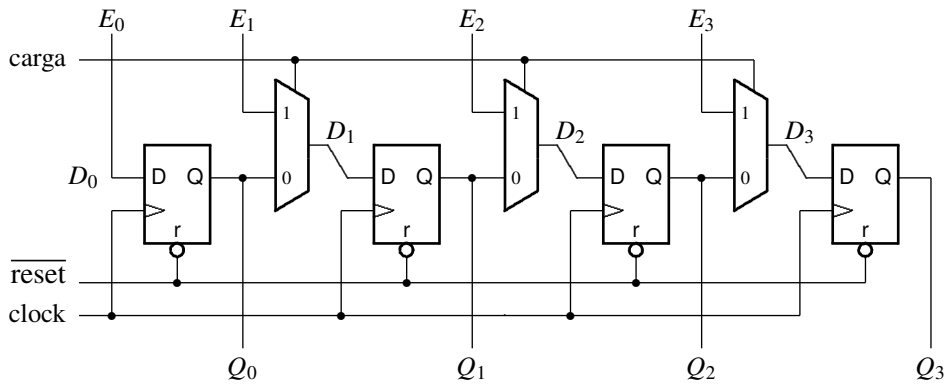 E0 E1 E2 E3
carga
1 1 1
D1 D2 D3
D0 D Q 0 D Q 0 D Q 0 D Q
r r r r
reset
clock
Q0 Q1 Q2 Q3